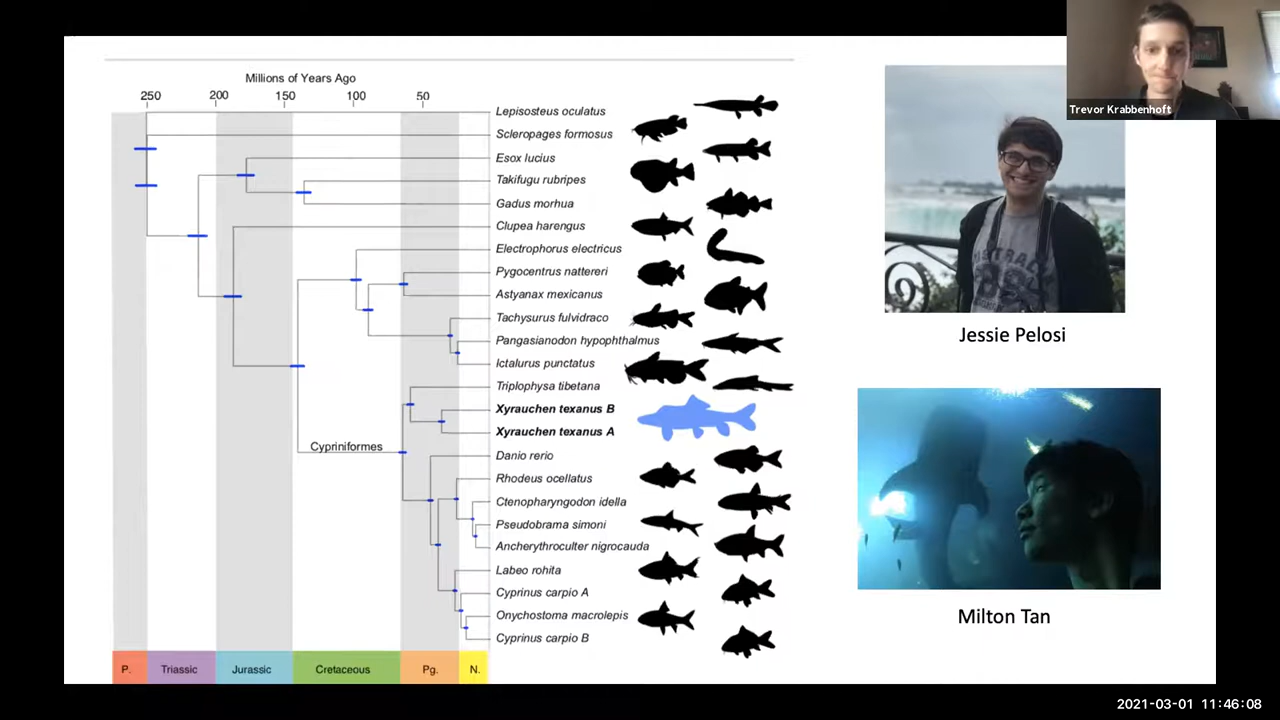 Millions of Years Ago
250 200 150 100 50
Lepisosteus oculatus
Scleropages formosus
Esox lucius
Takifugu rubripes
Gadus morhua
Clupea harengus
Electrophorus electricus
Pygocentrus nattereri
Astyanax mexicanus
Tachysurus fulvidraco
Pangasianodon hypophthalmus
Ictalurus punctatus
Triplophysa tibetana
Xyrauchen texanus B
Xyrauchen texanus A
Cypriniformes
Danio rerio
Rhodeus ocellatus
Ctenopharyngodon idella
Pseudobrama simoni
Ancherythroculter nigrocauda
Labeo rohita
Cyprinus carpio A
Onychostoma macrolepis
Cyprinus carpio B
P. Triassic Jurassic Cretaceous Pg. N.
Trevor Krabbenhoft
Jessie Pelosi
Milton Tan
2021-03-01 11:46:08